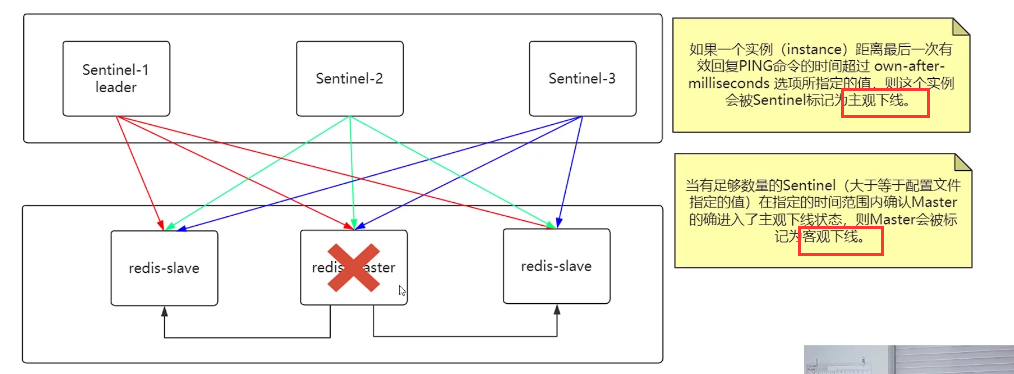 Sentinel-1
leader
Sentinel-2
Sentinel-3
如果一个实例（instance）距离最后一次有
效回复PING命令的时间超过 own-after-
milliseconds 选项所指定的值，则这个实例
会被Sentinel标记为主观下线。
当有足够数量的Sentinel（大于等于配置文件
指定的值）在指定的时间范围内确认Master
的确进入了主观下线状态，则Master会被标
记为客观下线。
redis-slave
redis-master
redis-slave